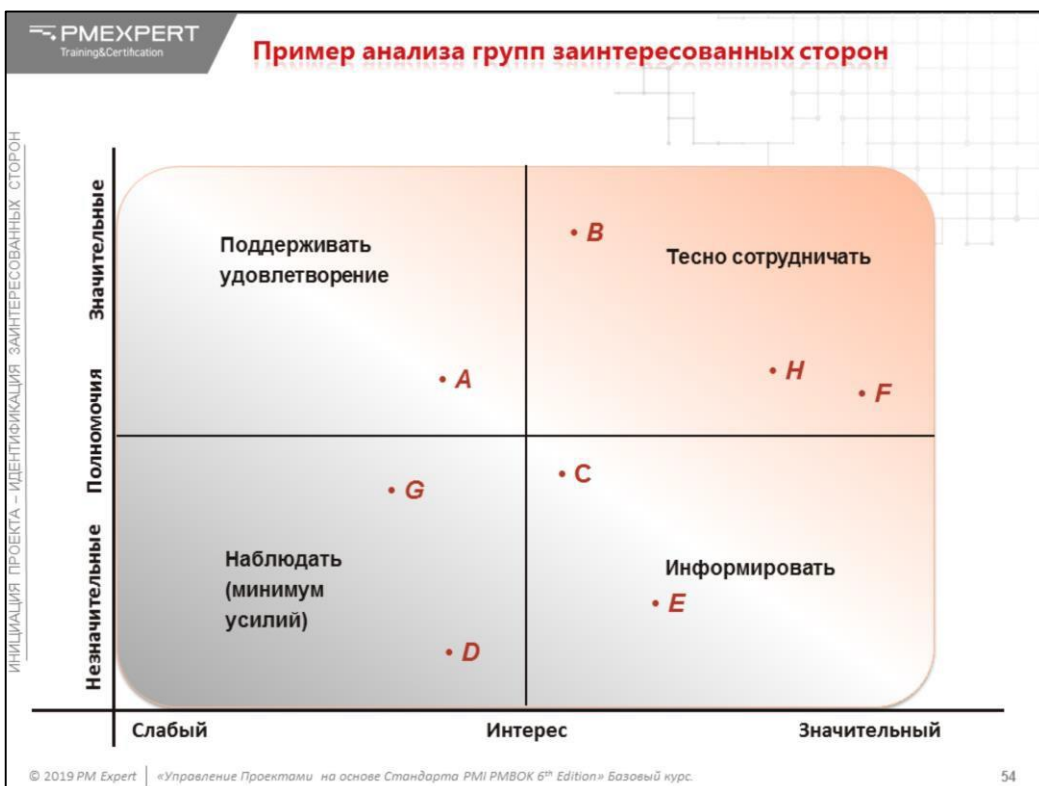 PMEXPERT
Training&Certification
Пример анализа групп заинтересованных сторон
ИНИЦИАЦИЯ ПРОЕКТА – ИДЕНТИФИКАЦИЯ ЗАИНТЕРЕСОВАННЫХ СТОРОН
Значительные
Полномочия
Незначительные
Поддерживать
удовлетворение
• B
Тесно сотрудничать
• A
• H
• F
• G
• C
Наблюдать
(минимум
усилий)
Информировать
• E
• D
Слабый
Интерес
Значительный
© 2019 PM Expert | «Управление Проектами на основе Стандарта PMI PMBOK 6th Edition» Базовый курс.
54